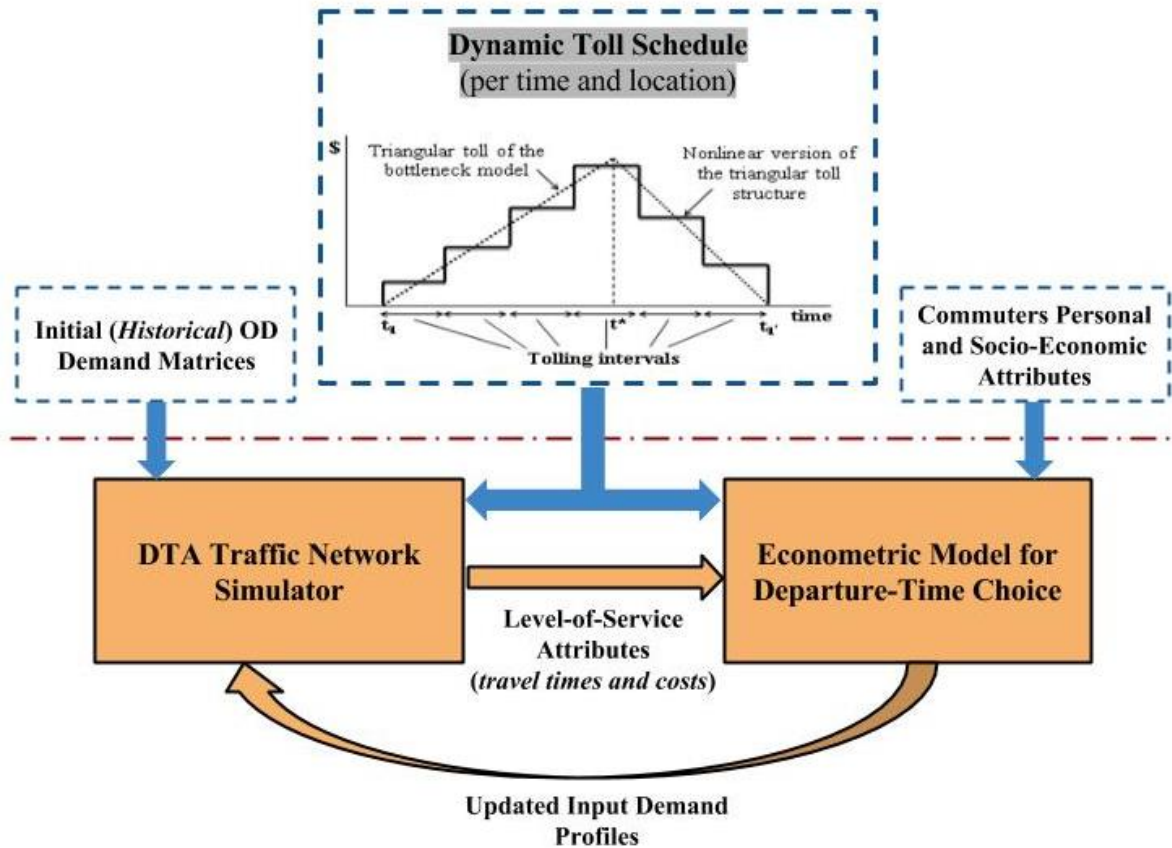 Dynamic Toll Schedule
(per time and location)
$
Triangular toll of the
bottleneck model
Nonlinear version of
the triangular toll
structure
tq
t*
tq'
time
Tolling intervals
Initial (Historical) OD
Demand Matrices
Commuters Personal
and Socio-Economic
Attributes
DTA Traffic Network
Simulator
Econometric Model for
Departure-Time Choice
Level-of-Service
Attributes
(travel times and costs)
Updated Input Demand
Profiles